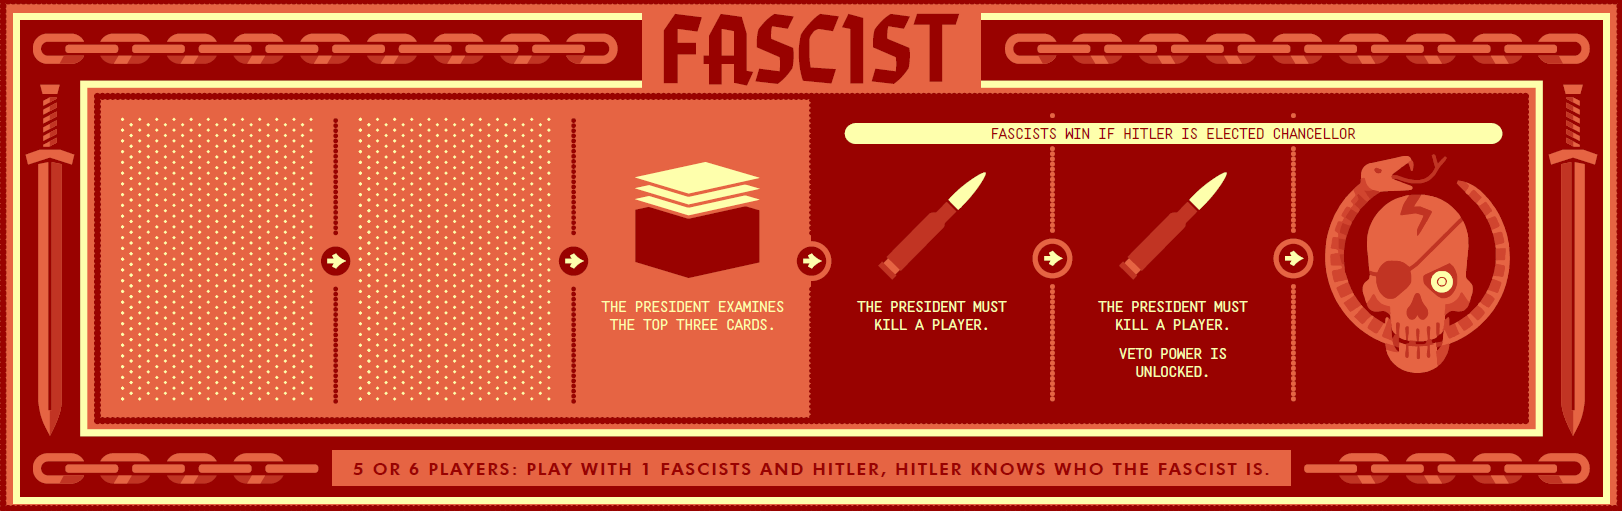 FASCIST
FASCISTS WIN IF HITLER IS ELECTED CHANCELLOR
THE PRESIDENT EXAMINES
THE TOP THREE CARDS.
THE PRESIDENT MUST
KILL A PLAYER.
THE PRESIDENT MUST
KILL A PLAYER.
VETO POWER IS
UNLOCKED.
5 OR 6 PLAYERS: PLAY WITH 1 FASCISTS AND HITLER, HITLER KNOWS WHO THE FASCIST IS.